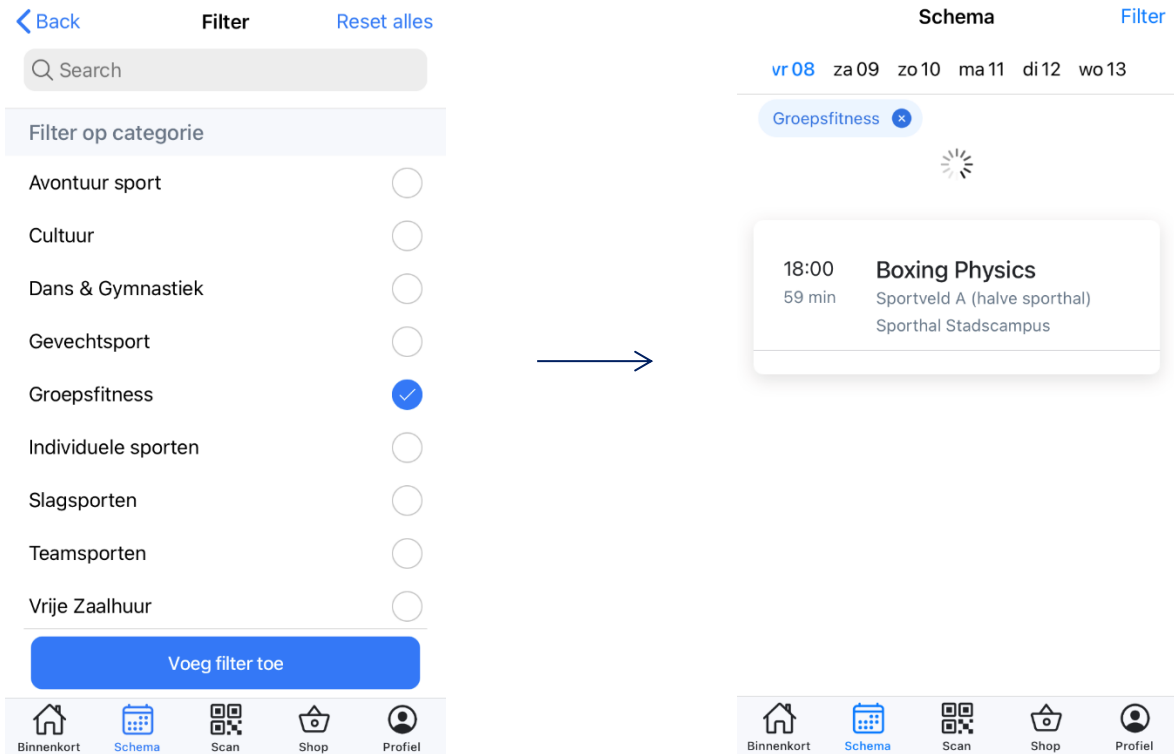 Back Filter Reset alles
Search
Filter op categorie
Avontuur sport
Cultuur
Dans & Gymnastiek
Gevechtsport
Groepsfitness
Individuele sporten
Slagsporten
Teamsporten
Vrije Zaalhuur
Voeg filter toe
Binnenkort Schema Scan Shop Profiel
Schema Filter
vr 08 za 09 zo 10 ma 11 di 12 wo 13
Groepsfitness
18:00 Boxing Physics
59 min Sportveld A (halve sporthal)
Sporthal Stadscampus
Binnenkort Schema Scan Shop Profiel